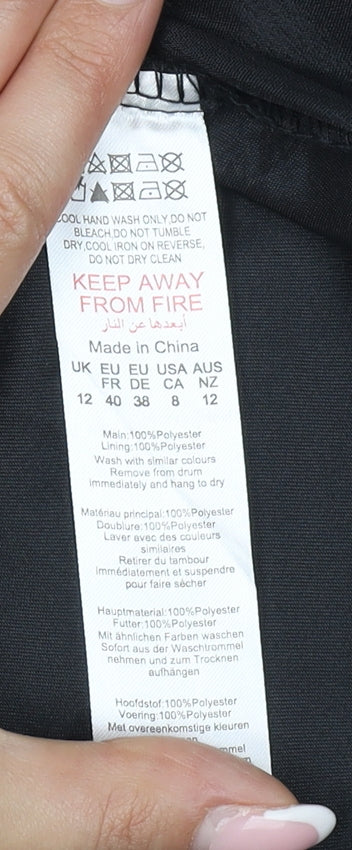 COOL HAND WASH ONLY,DO NOT
BLEACH,DO NOT TUMBLE
DRY,COOL IRON ON REVERSE,
DO NOT DRY CLEAN
KEEP AWAY
FROM FIRE
أبعدها عن النار
Made in China
UK EU EU USA AUS
FR DE CA NZ
12 40 38 8 12
Main:100%Polyester
Lining:100%Polyester
Wash with similar colours
Remove from drum
immediately and hang to dry
Matériau principal:100%Polyester
Doublure:100%Polyester
Laver avec des couleurs
similaires
Retirer du tambour
immédiatement et suspendre
pour faire sécher
Hauptmaterial:100%Polyester
Futter:100%Polyester
Mit ähnlichen Farben waschen
Sofort aus der Waschtrommel
nehmen und zum Trocknen
aufhängen
Hoofdstof:100%Polyester
Voering:100%Polyester
Met overeenkomstige kleuren